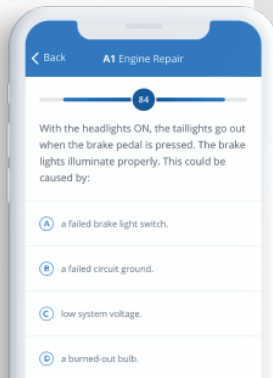 Back A1 Engine Repair
84
With the headlights ON, the taillights go out
when the brake pedal is pressed. The brake
lights illuminate properly. This could be
caused by:
A a failed brake light switch.
B a failed circuit ground.
C low system voltage.
D a burned-out bulb.